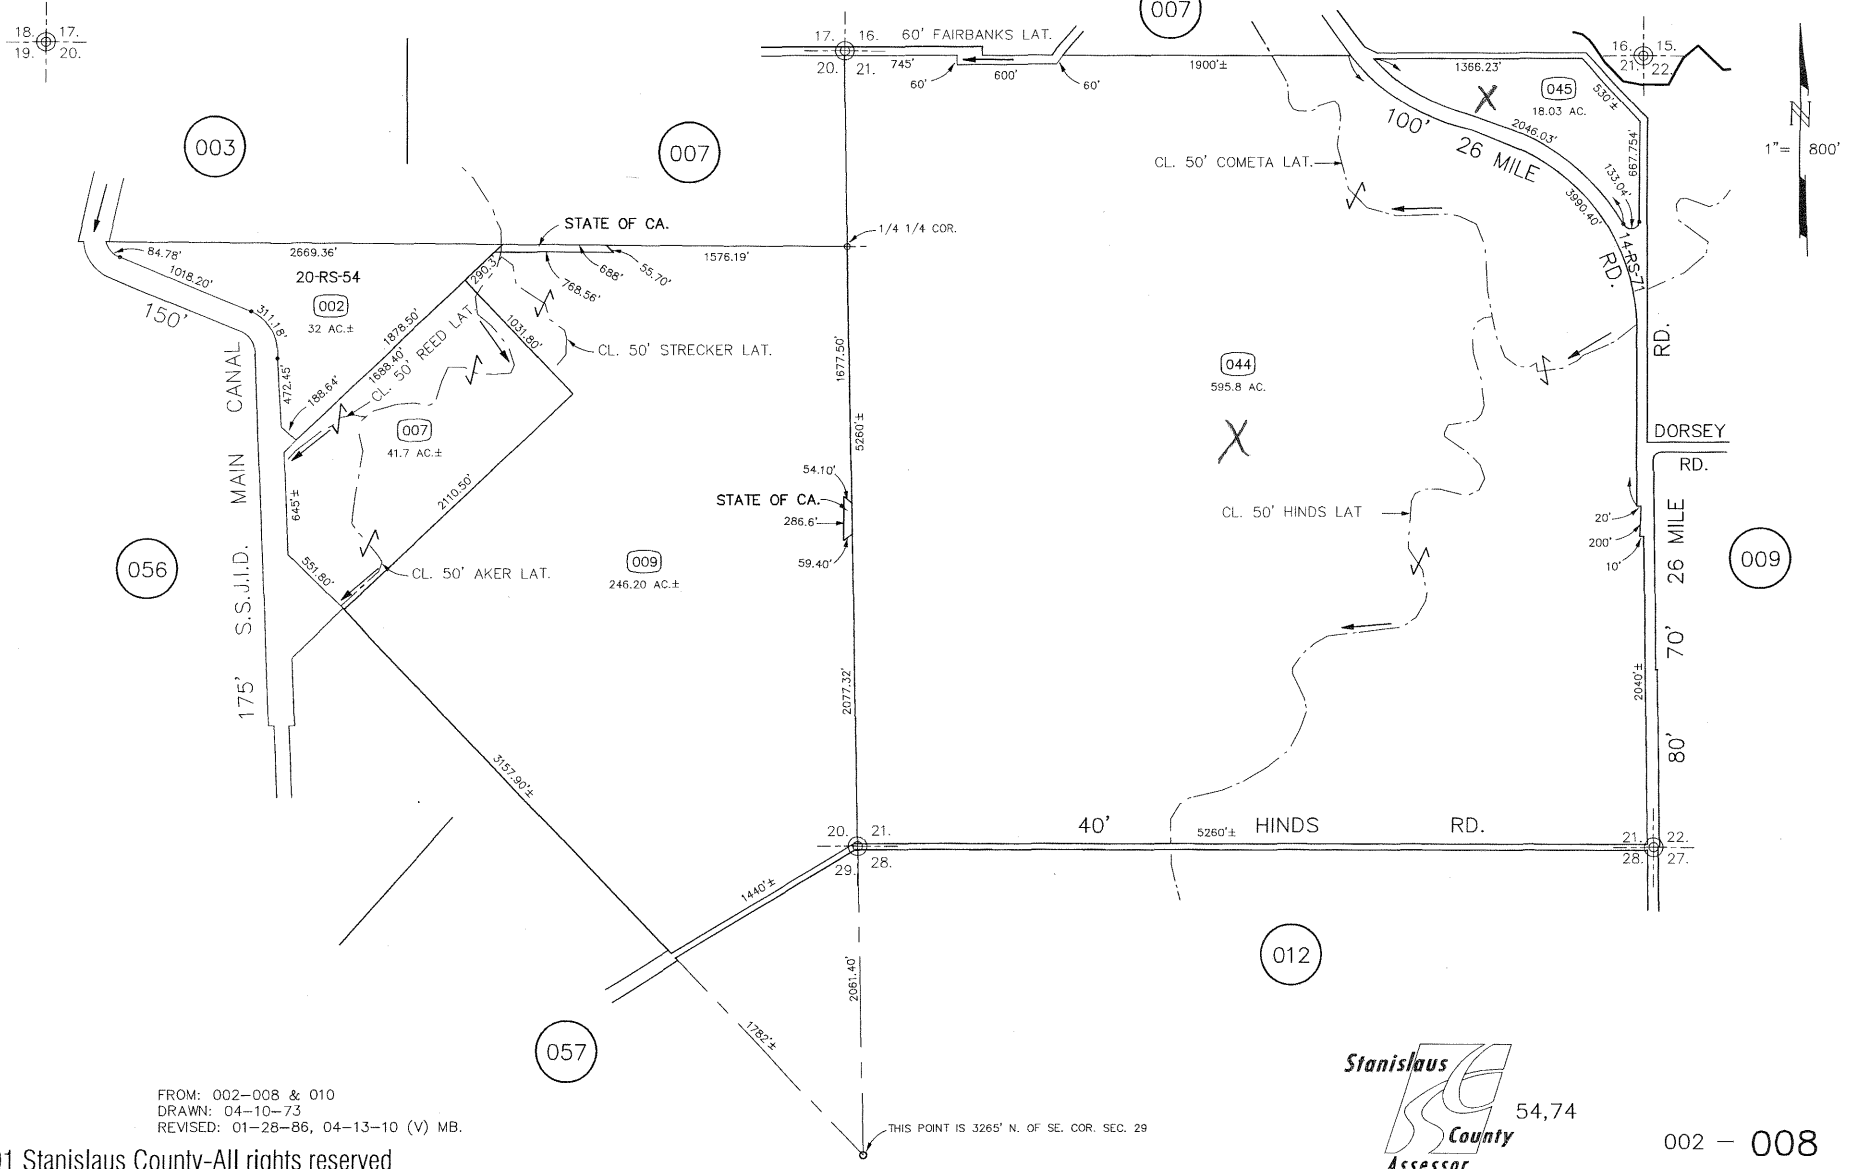 18. 17.
19. 20.
17. 16.
20. 21.
60' FAIRBANKS LAT.
745'
60'
600'
60'
1900'±
007
16. 15.
21. 22.
1366.23'
530'±
045
18.03 AC.
N
1"= 800'
003
007
100'
26 MILE
RD.
2046.03'
667.754'
133.04'
3990.40'
14-RS-71
CL. 50' COMETA LAT.
STATE OF CA.
1/4 1/4 COR.
84.78'
2669.36'
1018.20'
20-RS-54
002
32 AC.±
290.3'
688'
768.56'
55.70'
1576.19'
311.18'
150'
472.45'
188.64'
1878.50'
1688.40'
CL. 50' REED LAT.
1031.80'
CL. 50' STRECKER LAT.
1677.50'
5260'±
044
595.8 AC.
RD.
DORSEY
RD.
S.S.J.I.D. MAIN CANAL
007
41.7 AC.±
645'±
2110.50'
54.10'
STATE OF CA.
286.6'
59.40'
CL. 50' HINDS LAT
20'
200'
10'
26 MILE
056
551.80'
CL. 50' AKER LAT.
009
246.20 AC.±
009
175'
2077.32'
2040'±
70'
80'
3157.90'±
20. 21.
29. 28.
40' HINDS RD.
5260'±
21. 22.
28. 27.
1440'±
2061.40'
012
057
1782'±
THIS POINT IS 3265' N. OF SE. COR. SEC. 29
FROM: 002-008 & 010
DRAWN: 04-10-73
REVISED: 01-28-86, 04-13-10 (V) MB.
Stanislaus
County
Assessor
54,74
002 - 008
01 Stanislaus County-All rights reserved